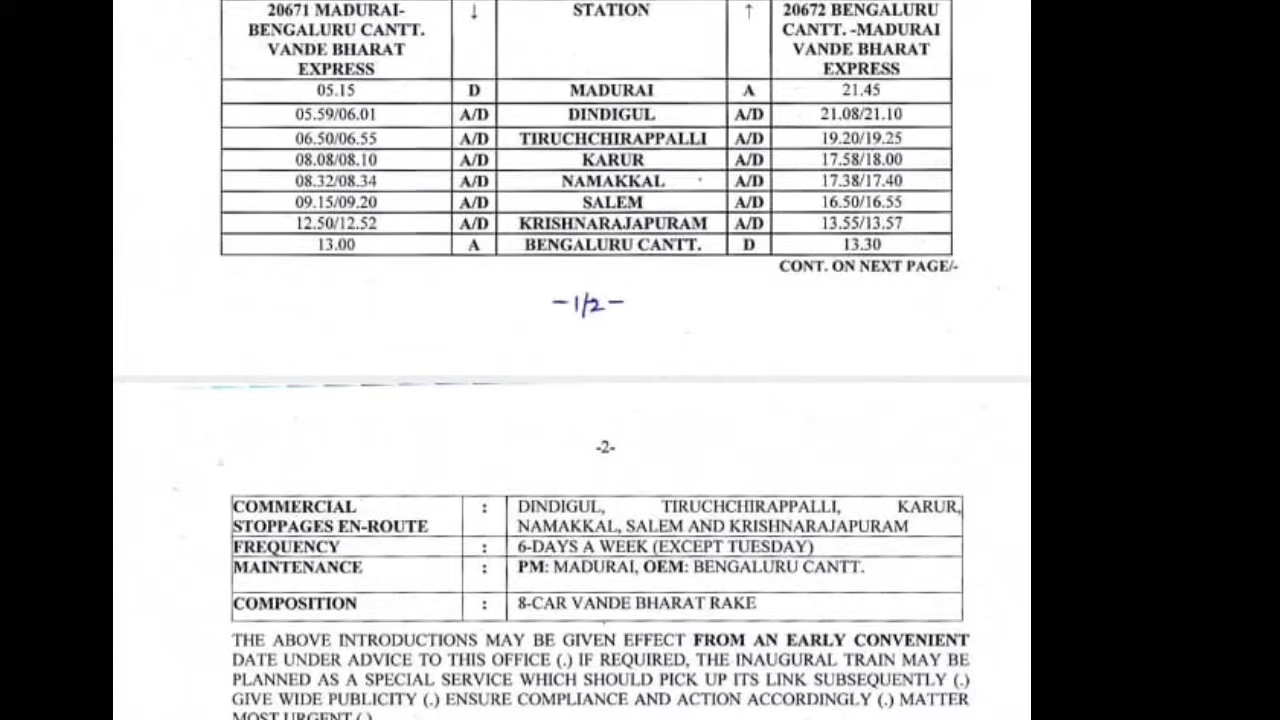 20671 MADURAI-
BENGALURU CANTT.
VANDE BHARAT
EXPRESS
↓
STATION
↑
20672 BENGALURU
CANTT. -MADURAI
VANDE BHARAT
EXPRESS
05.15 D MADURAI A 21.45
05.59/06.01 A/D DINDIGUL A/D 21.08/21.10
06.50/06.55 A/D TIRUCHCHIRAPPALLI A/D 19.20/19.25
08.08/08.10 A/D KARUR A/D 17.58/18.00
08.32/08.34 A/D NAMAKKAL A/D 17.38/17.40
09.15/09.20 A/D SALEM A/D 16.50/16.55
12.50/12.52 A/D KRISHNARAJAPURAM A/D 13.55/13.57
13.00 A BENGALURU CANTT. D 13.30
CONT. ON NEXT PAGE/-
-1/2-
-2-
COMMERCIAL : DINDIGUL, TIRUCHCHIRAPPALLI, KARUR,
STOPPAGES EN-ROUTE NAMAKKAL, SALEM AND KRISHNARAJAPURAM
FREQUENCY : 6-DAYS A WEEK (EXCEPT TUESDAY)
MAINTENANCE : PM: MADURAI, OEM: BENGALURU CANTT.
COMPOSITION : 8-CAR VANDE BHARAT RAKE
THE ABOVE INTRODUCTIONS MAY BE GIVEN EFFECT FROM AN EARLY CONVENIENT
DATE UNDER ADVICE TO THIS OFFICE (.) IF REQUIRED, THE INAUGURAL TRAIN MAY BE
PLANNED AS A SPECIAL SERVICE WHICH SHOULD PICK UP ITS LINK SUBSEQUENTLY (.)
GIVE WIDE PUBLICITY (.) ENSURE COMPLIANCE AND ACTION ACCORDINGLY (.) MATTER
MOST URGENT (.)